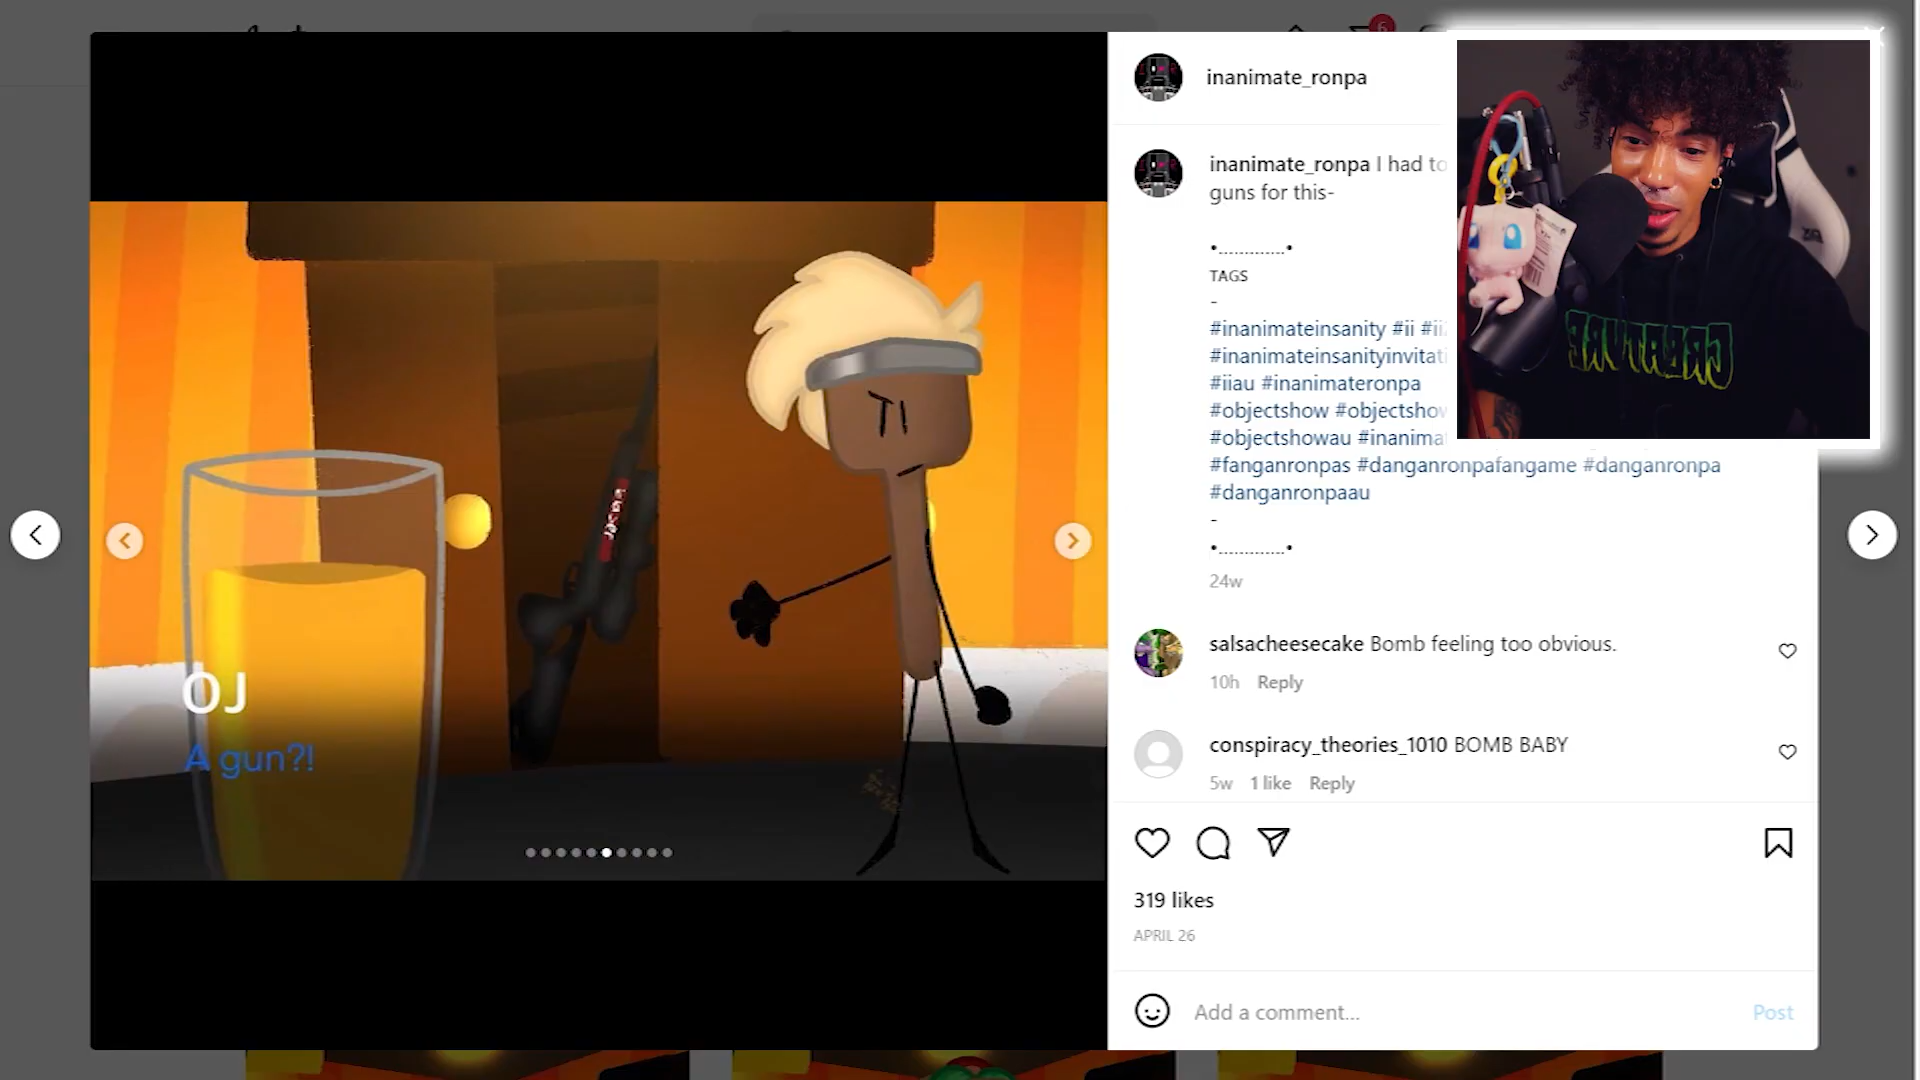 6
inanimate_ronpa
inanimate_ronpa I had to
guns for this-
•.............•
TAGS
-
#inanimateinsanity #ii
#inanimateinsanityinvitati
#iiau #inanimateronpa
#objectshow #objectshow
#objectshowau #inanima
#fanganronpas #danganronpafangame #danganronpa
#danganronpaau
-
•.............•
24w
salsacheesecake Bomb feeling too obvious.
10h Reply
conspiracy_theories_1010 BOMB BABY
5w 1 like Reply
319 likes
APRIL 26
Add a comment... Post
OJ
A gun?!